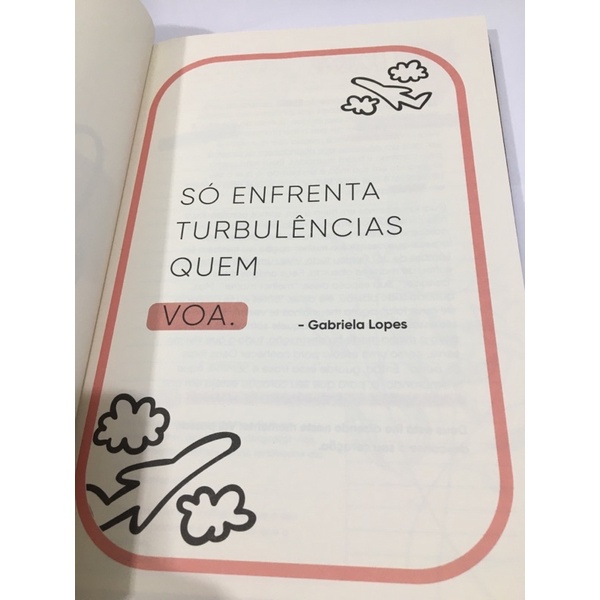 SÓ ENFRENTA
TURBULÊNCIAS
QUEM
VOA.
- Gabriela Lopes